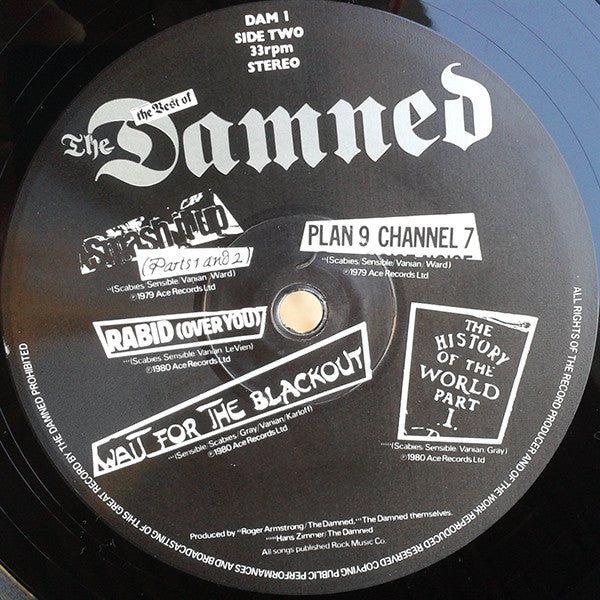 DAM 1
SIDE TWO
33rpm
STEREO
the Best of
The Damned
Smash it up
(Parts 1 and 2)
(Scabies/Sensible/Vanian/Ward)
℗1979 Ace Records Ltd
PLAN 9 CHANNEL 7
(Scabies/Sensible/Vanian/Ward)
℗1979 Ace Records Ltd
RABID (OVER YOU)
(Scabies/Sensible/Vanian/LeVien)
℗1980 Ace Records Ltd
WAIT FOR THE BLACKOUT
(Sensible/Scabies/Gray/Vanian/Karloff)
℗1980 Ace Records Ltd
THE
HISTORY
OF THE
WORLD
PART
1.
(Scabies/Sensible/Vanian/Gray)
℗1980 Ace Records Ltd
Produced by **Roger Armstrong/The Damned, ***The Damned themselves.
****Hans Zimmer/The Damned
All songs published Rock Music Co.
ALL RIGHTS OF THE RECORD PRODUCER AND OF THE WORK REPRODUCED RESERVED COPYING PUBLIC PERFORMANCES AND BROADCASTING OF THIS GREAT RECORD BY THE DAMNED PROHIBITED